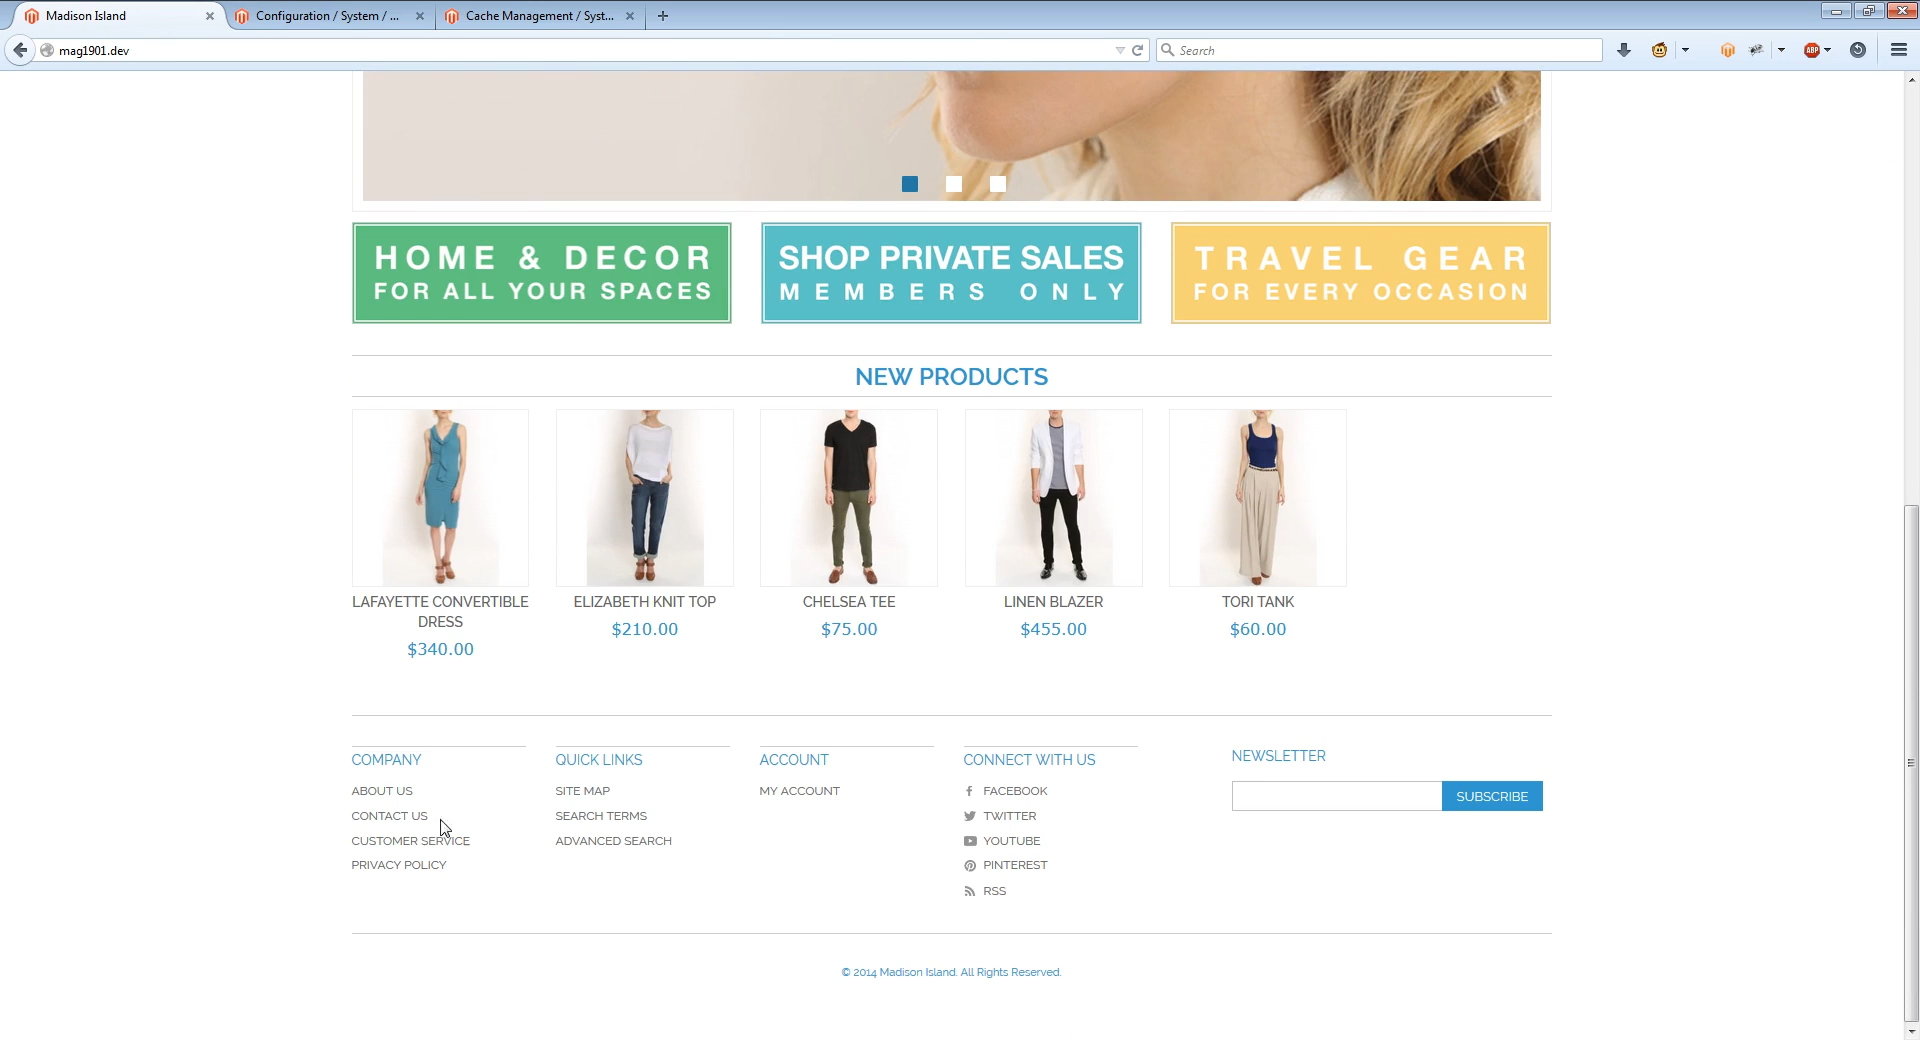 Madison Island
Configuration / System / ...
Cache Management / Syst...
mag1901.dev
Search
ABP
HOME & DECOR
FOR ALL YOUR SPACES
SHOP PRIVATE SALES
MEMBERS ONLY
TRAVEL GEAR
FOR EVERY OCCASION
NEW PRODUCTS
LAFAYETTE CONVERTIBLE
DRESS
$340.00
ELIZABETH KNIT TOP
$210.00
CHELSEA TEE
$75.00
LINEN BLAZER
$455.00
TORI TANK
$60.00
COMPANY
ABOUT US
CONTACT US
CUSTOMER SERVICE
PRIVACY POLICY
QUICK LINKS
SITE MAP
SEARCH TERMS
ADVANCED SEARCH
ACCOUNT
MY ACCOUNT
CONNECT WITH US
FACEBOOK
TWITTER
YOUTUBE
PINTEREST
RSS
NEWSLETTER
SUBSCRIBE
© 2014 Madison Island. All Rights Reserved.